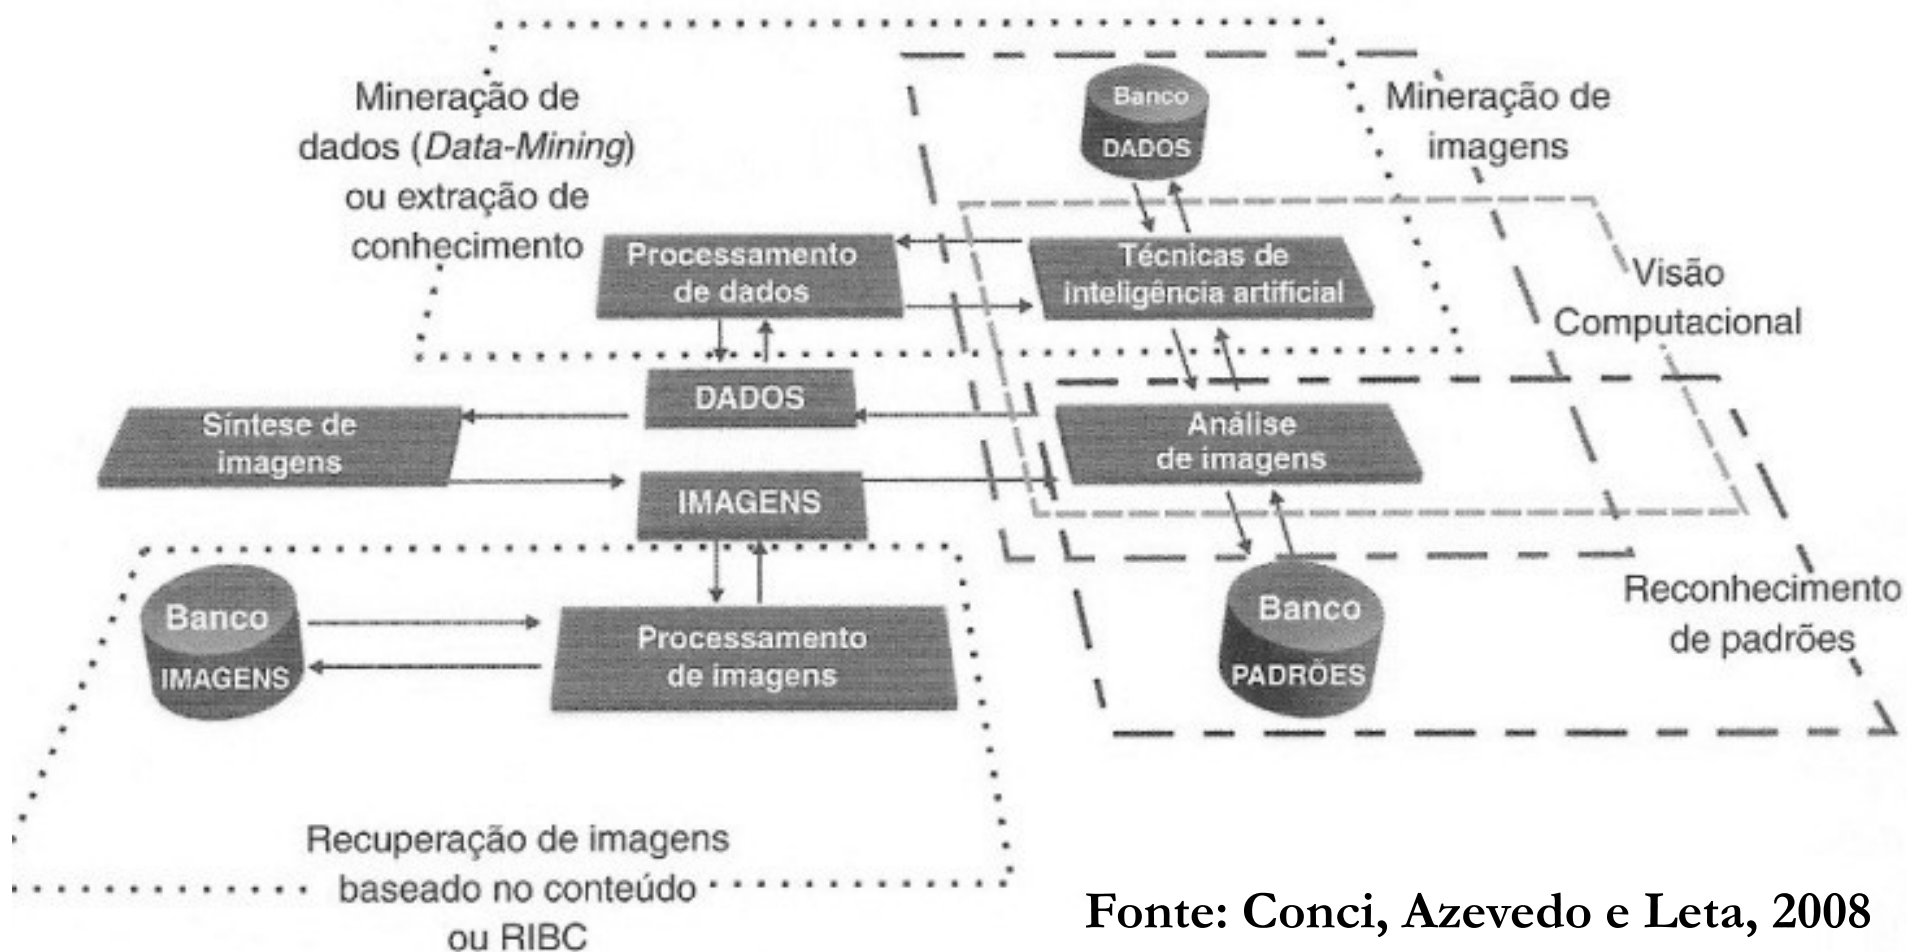 Mineração de
dados (Data-Mining)
ou extração de
conhecimento
Banco
DADOS
Mineração de
imagens
Processamento
de dados
Técnicas de
inteligência artificial
Visão
Computacional
DADOS
Síntese de
imagens
Análise
de imagens
IMAGENS
Banco
IMAGENS
Processamento
de imagens
Banco
PADRÕES
Reconhecimento
de padrões
Recuperação de imagens
baseado no conteúdo
ou RIBC
Fonte: Conci, Azevedo e Leta, 2008